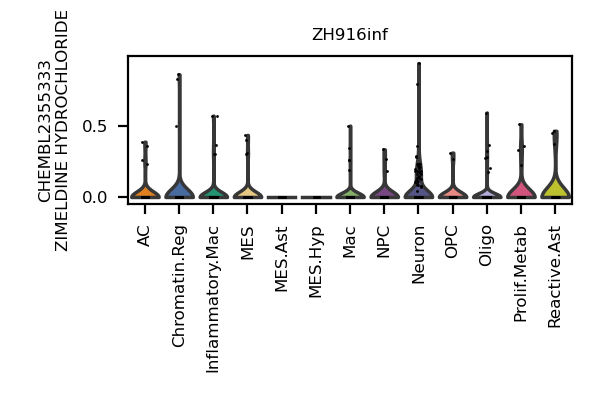 ZH916inf
CHEMBL2355333
ZIMELDINE HYDROCHLORIDE
0.5
0.0
AC
Chromatin.Reg
Inflammatory.Mac
MES
MES.Ast
MES.Hyp
Mac
NPC
Neuron
OPC
Oligo
Prolif.Metab
Reactive.Ast